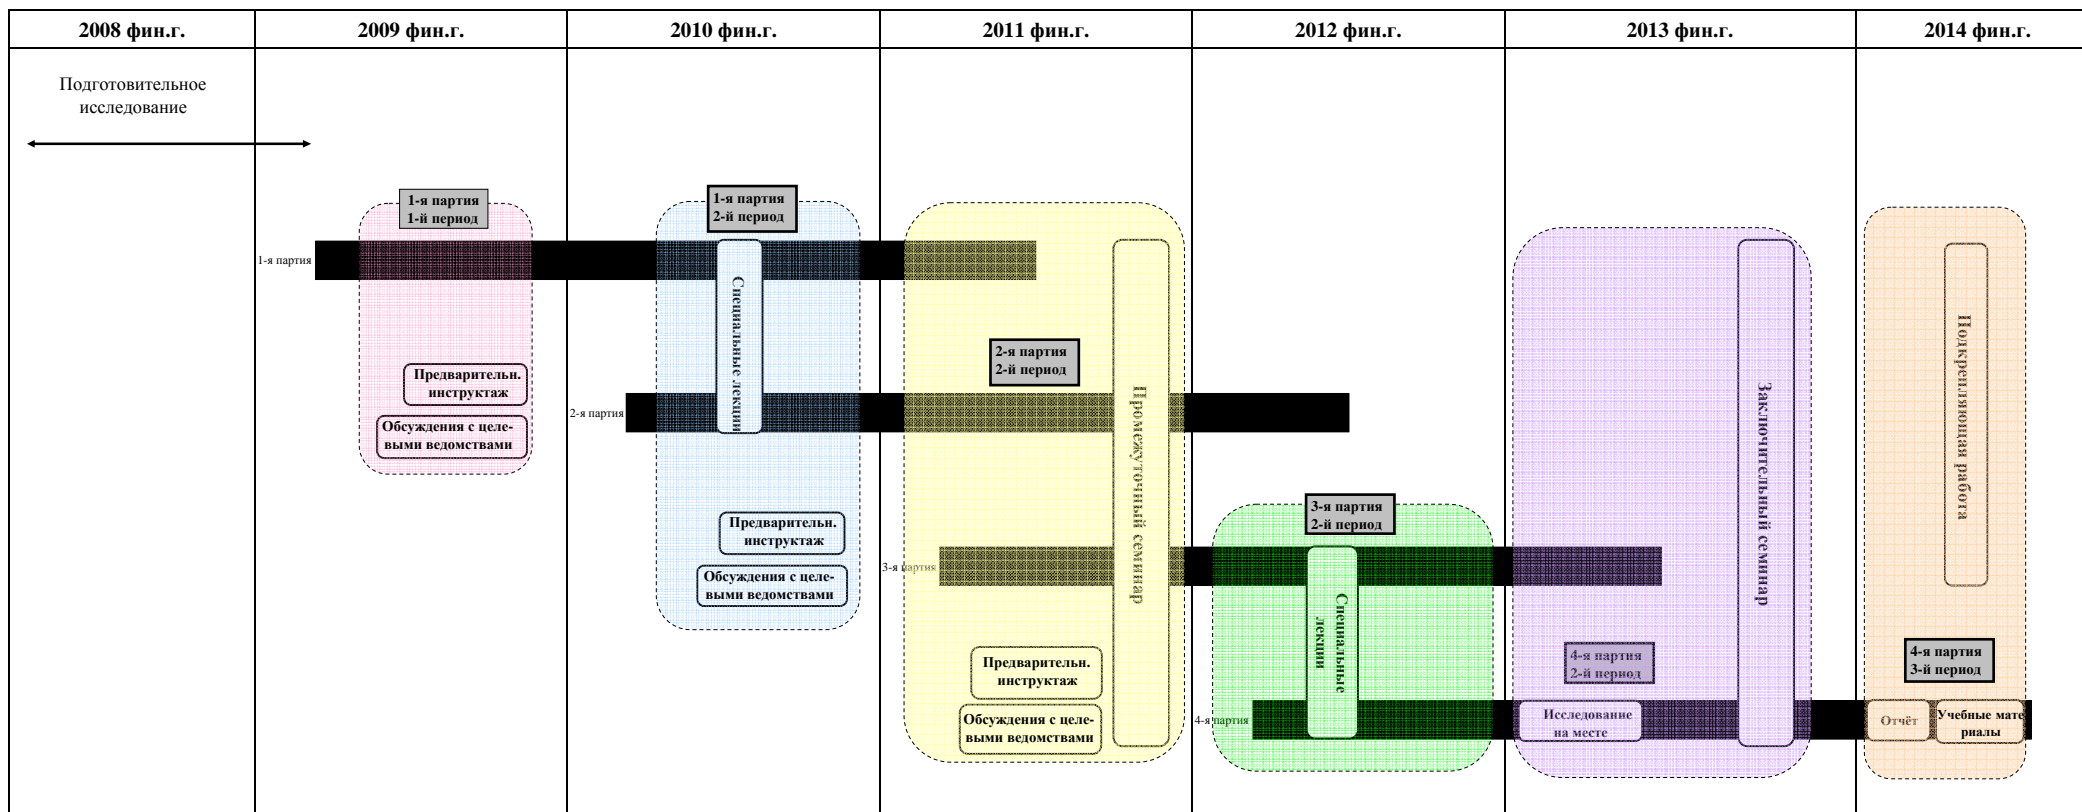 2008 фин.г.
2009 фин.г.
2010 фин.г.
2011 фин.г.
2012 фин.г.
2013 фин.г.
2014 фин.г.
Подготовительное
исследование
1-я партия
1-й период
1-я партия
2-й период
1-я партия
Специальные лекции
2-я партия
2-й период
Предварительн.
инструктаж
2-я партия
Обсуждения с целе-
выми ведомствами
Промежуточный семинар
Заключительный семинар
Подкрепляющая работа
3-я партия
2-й период
Предварительн.
инструктаж
3-я партия
Обсуждения с целе-
выми ведомствами
Специальные
лекции
Предварительн.
инструктаж
4-я партия
2-й период
4-я партия
3-й период
Обсуждения с целе-
выми ведомствами
4-я партия
Исследование
на месте
Отчёт
Учебные мате
риалы